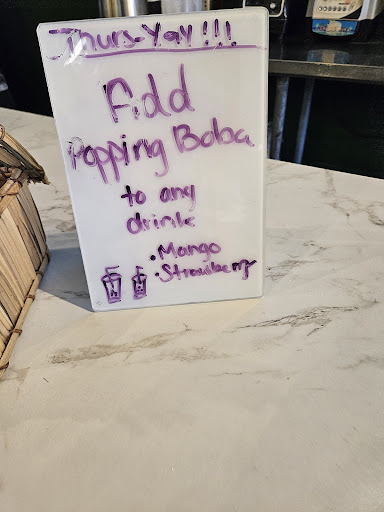 Thurs-Yay!!!
Add
Popping Boba
to any
drink
• Mango
• Strawberry